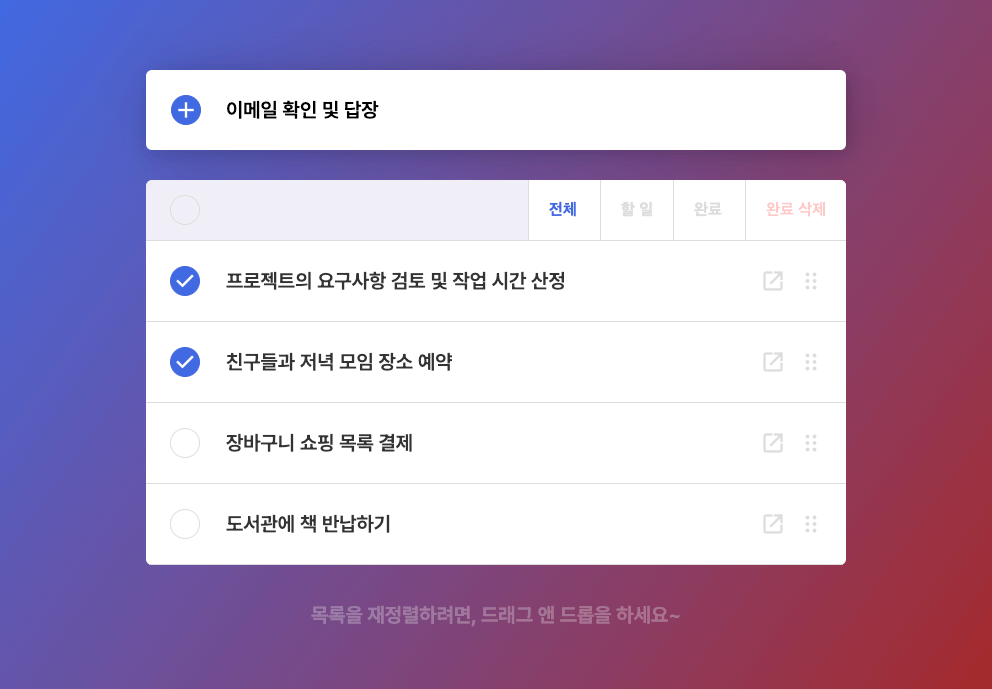 이메일 확인 및 답장
전체 할 일 완료 완료 삭제
프로젝트의 요구사항 검토 및 작업 시간 산정
친구들과 저녁 모임 장소 예약
장바구니 쇼핑 목록 결제
도서관에 책 반납하기
목록을 재정렬하려면, 드래그 앤 드롭을 하세요~